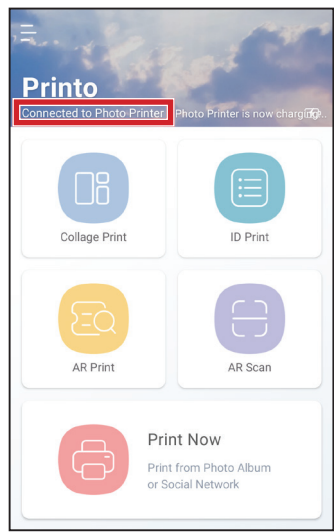 Printo
Connected to Photo Printer Photo Printer is now charging...
Collage Print
ID Print
AR Print
AR Scan
Print Now
Print from Photo Album
or Social Network